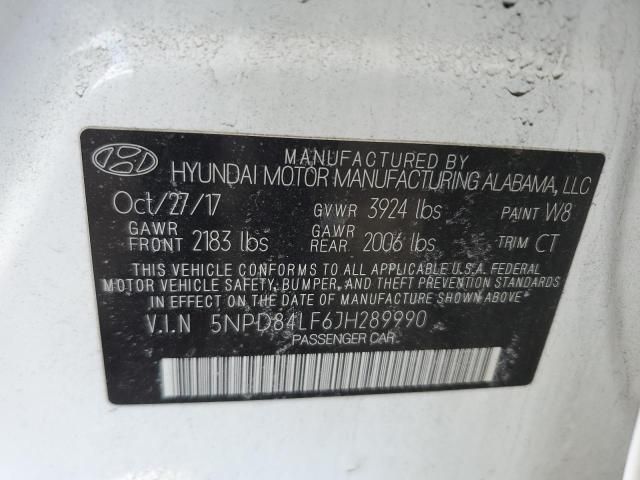 MANUFACTURED BY
HYUNDAI MOTOR MANUFACTURING ALABAMA, LLC
Oct/27/17 GVWR 3924 lbs PAINT W8
GAWR FRONT 2183 lbs GAWR REAR 2006 lbs TRIM CT
THIS VEHICLE CONFORMS TO ALL APPLICABLE U.S.A. FEDERAL
MOTOR VEHICLE SAFETY, BUMPER, AND THEFT PREVENTION STANDARDS
IN EFFECT ON THE DATE OF MANUFACTURE SHOWN ABOVE.
V.I.N 5NPD84LF6JH289990
PASSENGER CAR